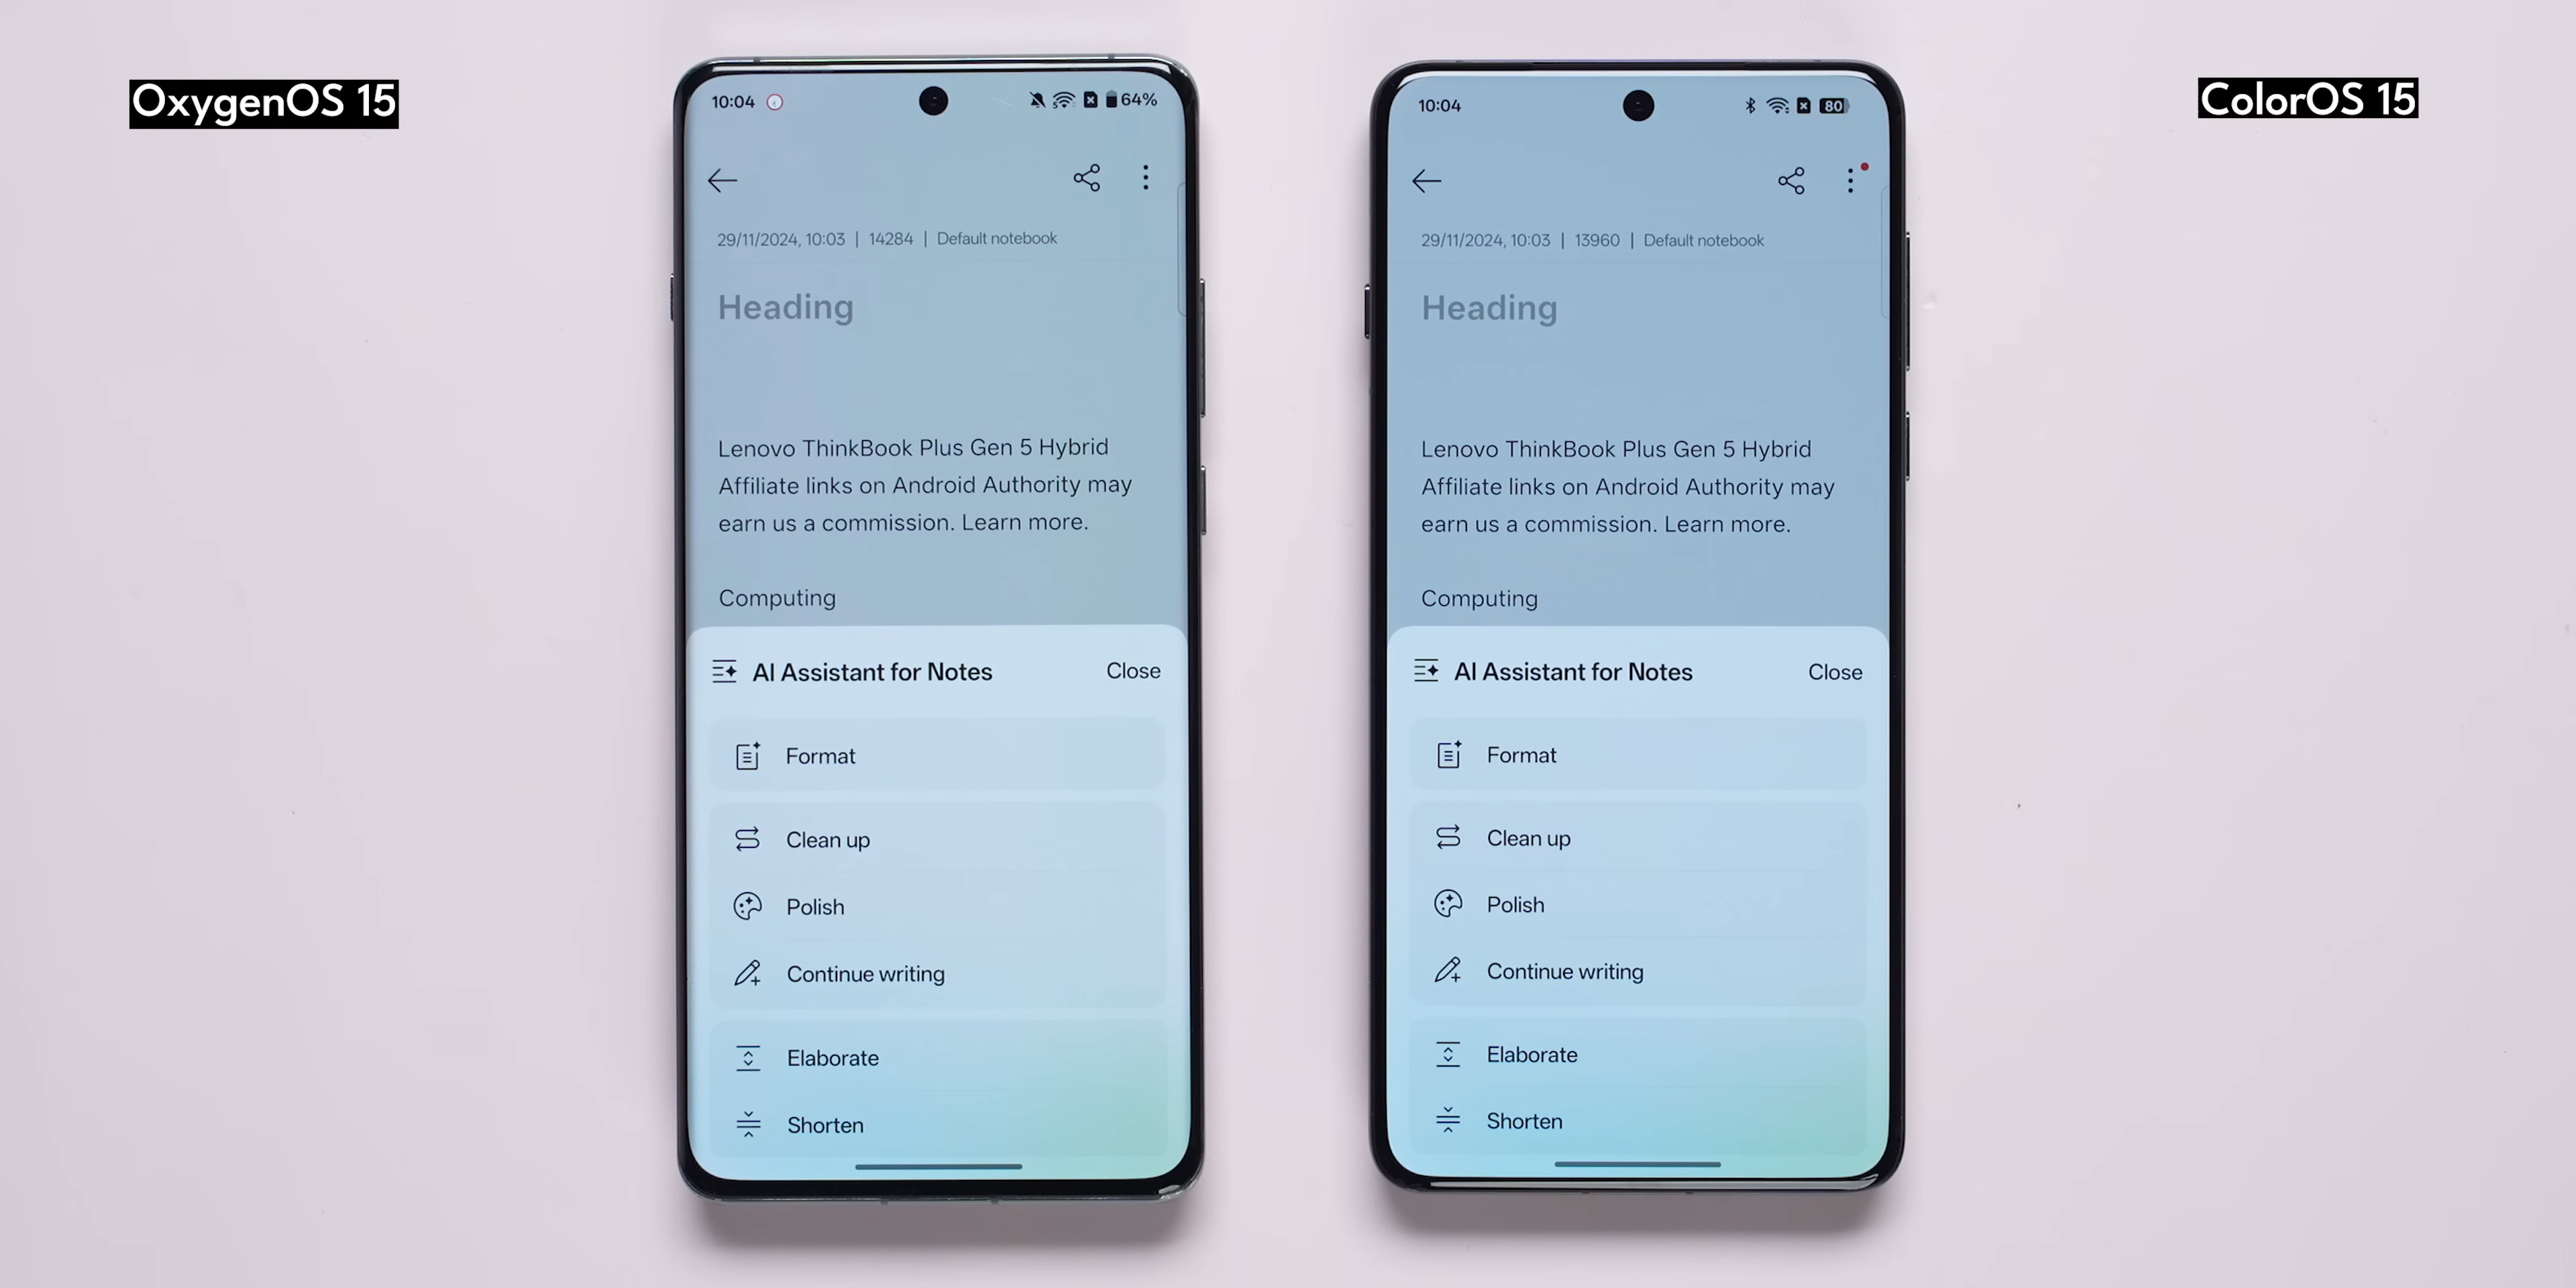 OxygenOS 15
10:04
64%
29/11/2024, 10:03 | 14284 | Default notebook
Heading
Lenovo ThinkBook Plus Gen 5 Hybrid
Affiliate links on Android Authority may
earn us a commission. Learn more.
Computing
AI Assistant for Notes
Close
Format
Clean up
Polish
Continue writing
Elaborate
Shorten
ColorOS 15
10:04
80
29/11/2024, 10:03 | 13960 | Default notebook
Heading
Lenovo ThinkBook Plus Gen 5 Hybrid
Affiliate links on Android Authority may
earn us a commission. Learn more.
Computing
AI Assistant for Notes
Close
Format
Clean up
Polish
Continue writing
Elaborate
Shorten